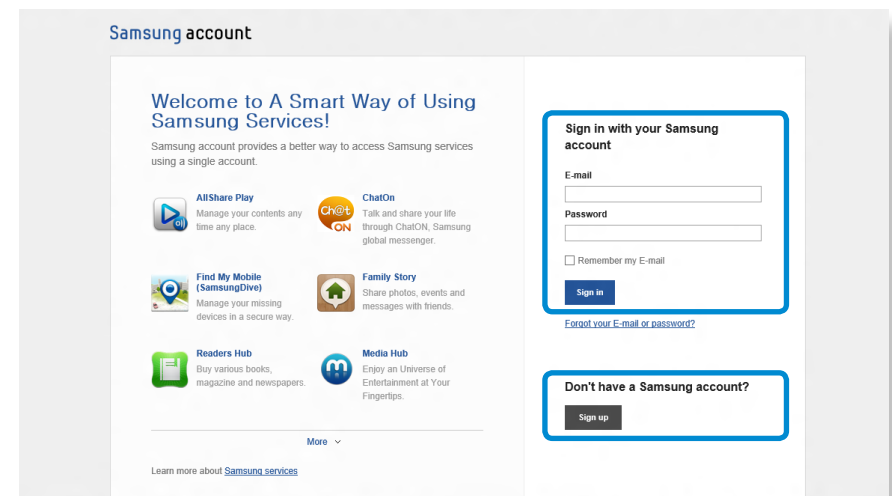 Samsung account
Welcome to A Smart Way of Using
Samsung Services!
Samsung account provides a better way to access Samsung services
using a single account.
AllShare Play
Manage your contents any
time any place.
Ch@t
ON
ChatOn
Talk and share your life
through ChatON, Samsung
global messenger.
Find My Mobile
(SamsungDive)
Manage your missing
devices in a secure way.
Family Story
Share photos, events and
messages with friends.
Readers Hub
Buy various books,
magazine and newspapers.
m
Media Hub
Enjoy an Universe of
Entertainment at Your
Fingertips.
More
Learn more about Samsung services
Sign in with your Samsung
account
E-mail
Password
Remember my E-mail
Sign in
Forgot your E-mail or password?
Don't have a Samsung account?
Sign up